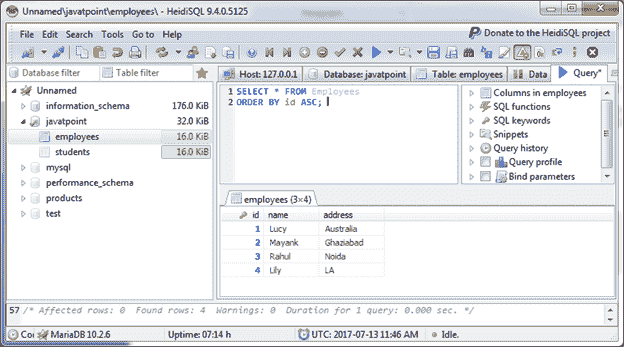 Unnamed\javatpoint\employees\ - HeidiSQL 9.4.0.5125
File Edit Search Tools Go to Help
Donate to the HeidiSQL project
Database filter Table filter
Host: 127.0.0.1 Database: javatpoint Table: employees Data Query*
Unnamed
information_schema 176.0 KiB
javatpoint 32.0 KiB
employees 16.0 KiB
students 16.0 KiB
mysql
performance_schema
products
test
1 SELECT * FROM Employees
2 ORDER BY id ASC;
Columns in employees
SQL functions
SQL keywords
Snippets
Query history
Query profile
Bind parameters
employees (3×4)
id name address
1 Lucy Australia
2 Mayank Ghaziabad
3 Rahul Noida
4 Lily LA
57 /* Affected rows: 0 Found rows: 4 Warnings: 0 Duration for 1 query: 0.000 sec. */
MariaDB 10.2.6 Uptime: 07:14 h UTC: 2017-07-13 11:46 AM Idle.